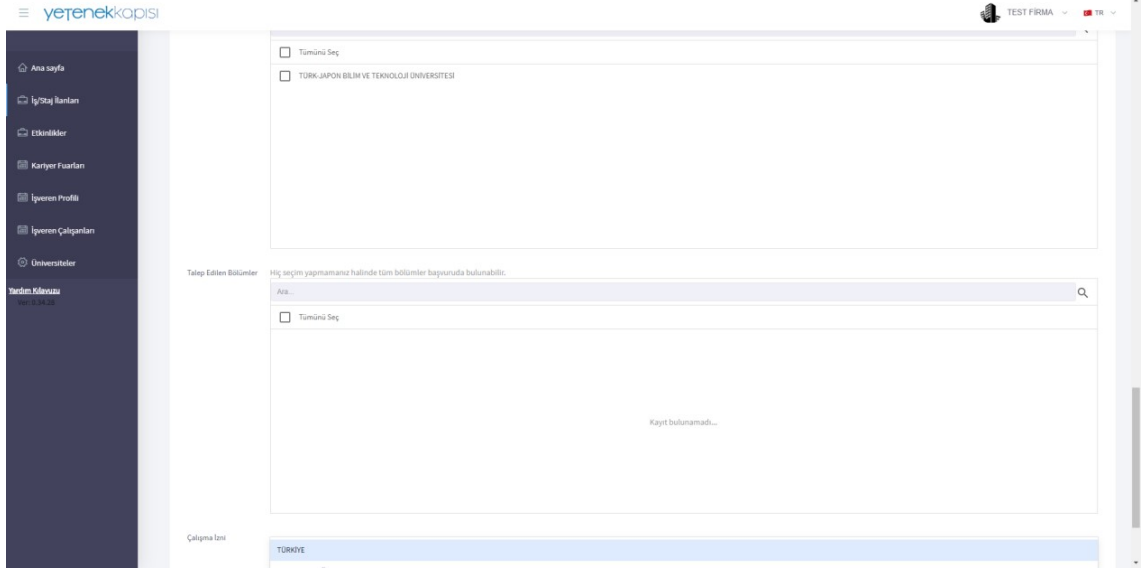 yeтenekкapısı
TEST FİRMA
TR
Ana sayfa
İş/Staj İlanları
Etkinlikler
Kariyer Fuarları
İşveren Profili
İşveren Çalışanları
Üniversiteler
Yardım Kılavuzu
Tümünü Seç
TÜRK-JAPON BİLİM VE TEKNOLOJİ ÜNİVERSİTESİ
Talep Edilen Bölümler
Hiç seçim yapmamanız halinde tüm bölümler başvuruda bulunabilir.
Ara...
Tümünü Seç
Kayıt bulunamadı...
Çalışma İzni
TÜRKİYE